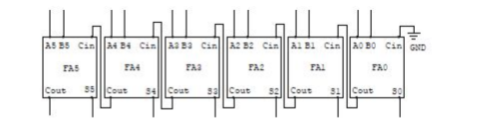 A5 B5 Cin A4 B4 Cin A3 B3 Cin A2 B2 Cin A1 B1 Cin A0 B0 Cin GND
FA5 FA4 FA3 FA2 FA1 FA0
Cout S5 Cout S4 Cout S3 Cout S2 Cout S1 Cout S0